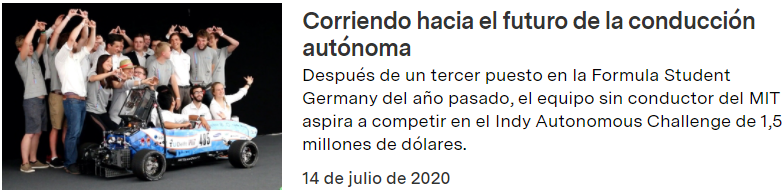 Corriendo hacia el futuro de la conducción
autónoma
Después de un tercer puesto en la Formula Student
Germany del año pasado, el equipo sin conductor del MIT
aspira a competir en el Indy Autonomous Challenge de 1,5
millones de dólares.
14 de julio de 2020